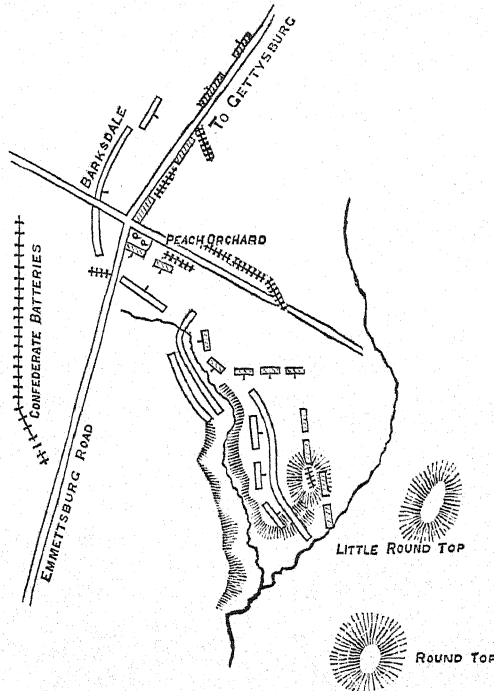 TO GETTYSBURG
BARKSDALE
PEACH ORCHARD
CONFEDERATE BATTERIES
EMMETTSBURG ROAD
LITTLE ROUND TOP
ROUND TOP